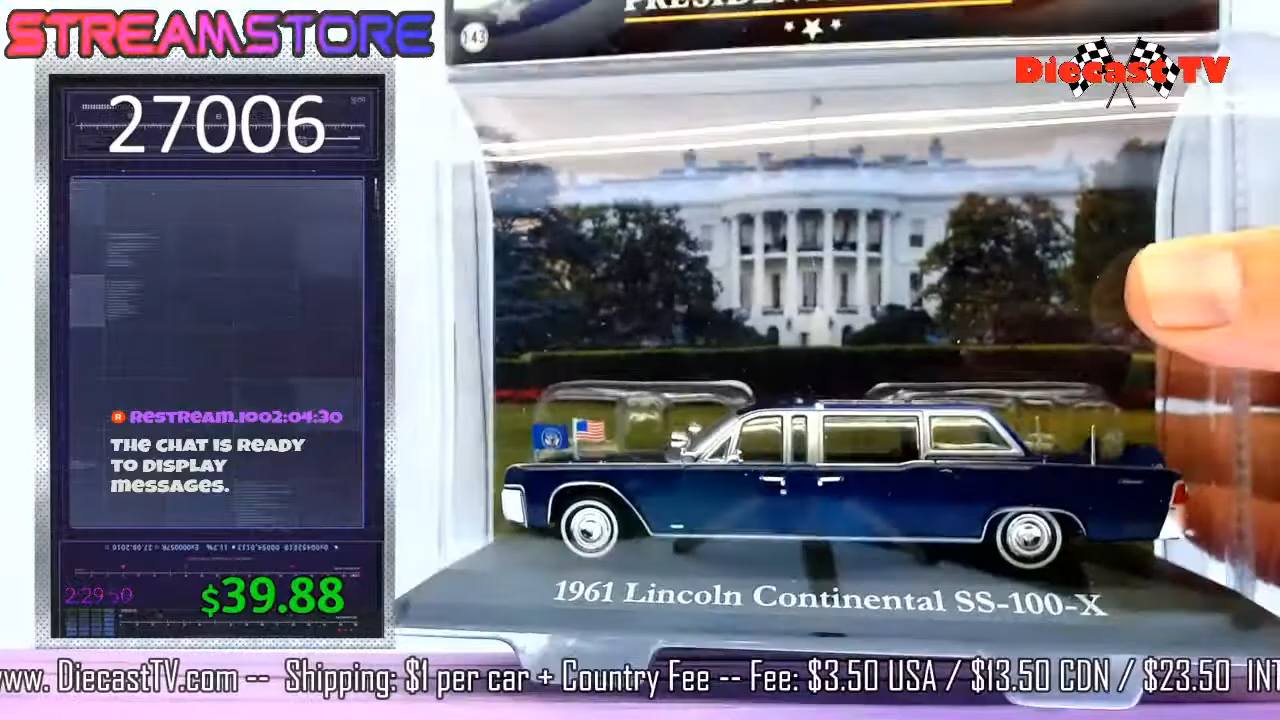 STREAMSTORE
27006
Restream.io 02:04:30
The chat is ready
to display
messages.
2:29 50
$39.88
1:43
Diecast TV
1961 Lincoln Continental SS-100-X
www. DiecastTV.com -- Shipping: $1 per car + Country Fee -- Fee: $3.50 USA / $13.50 CDN / $23.50 INT